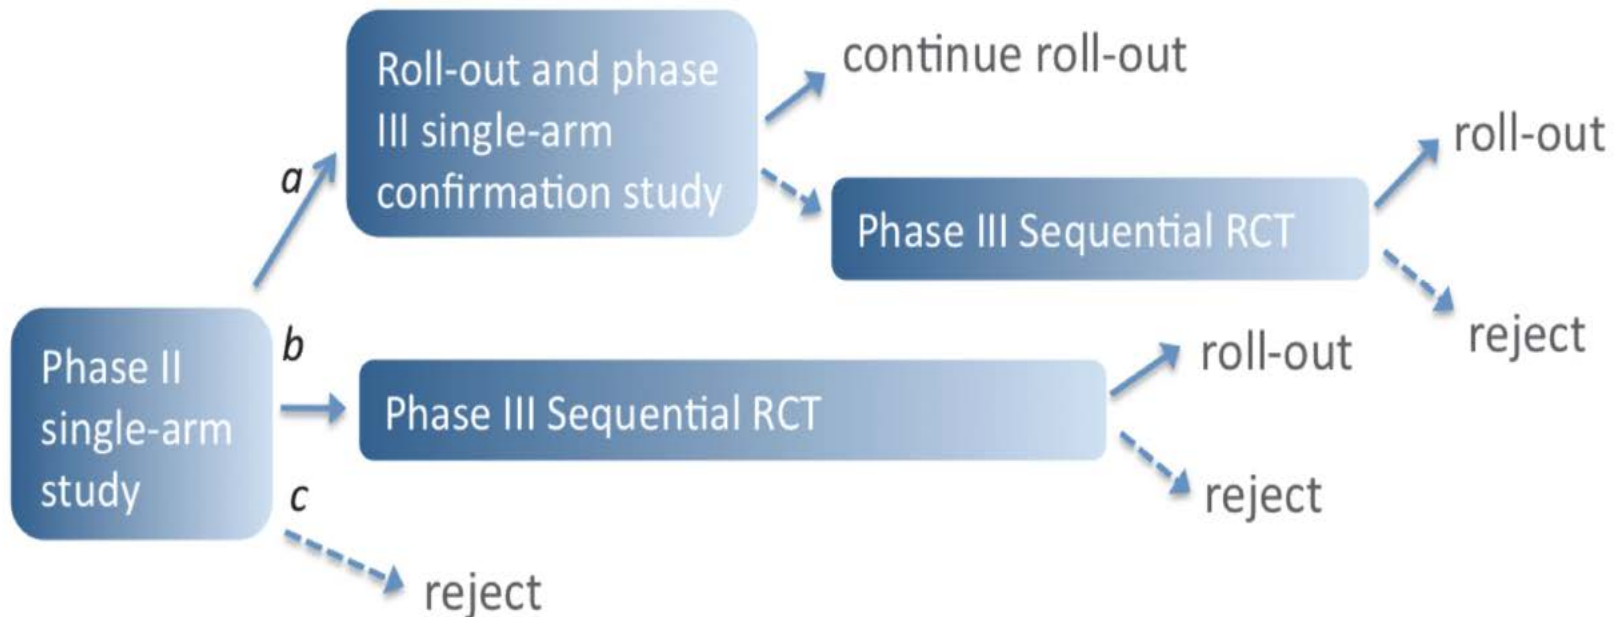 Roll-out and phase
III single-arm
confirmation study
continue roll-out
a
Phase III Sequential RCT
roll-out
reject
Phase II
single-arm
study
b
Phase III Sequential RCT
roll-out
reject
c
reject